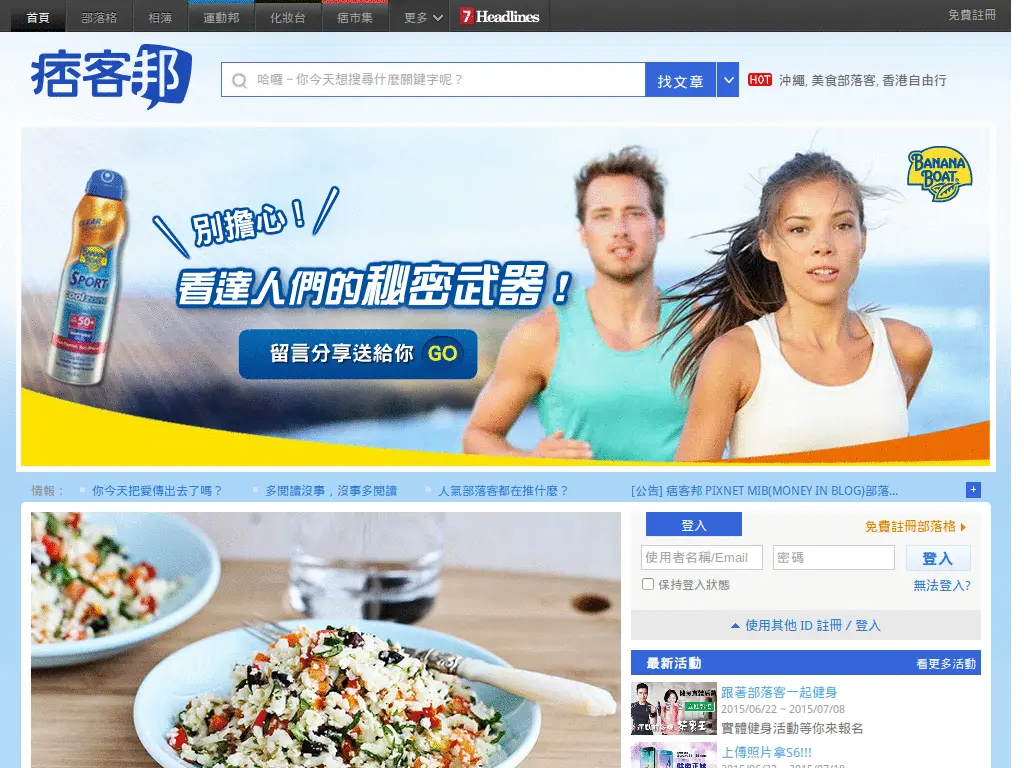 首頁 部落格 相簿 運動邦 化妝台 痞市集 更多 7 Headlines 免費註冊
痞客邦
哈囉 ~ 你今天想搜尋什麼關鍵字呢？ 找文章 HOT 沖繩, 美食部落客, 香港自由行
BANANA BOAT
別擔心！
CLEAR
SPORT
coolzone
50+
看達人們的秘密武器！
留言分享送給你 GO
情報： 你今天把愛傳出去了嗎？ 多閱讀沒事，沒事多閱讀 人氣部落客都在推什麼？ [公告] 痞客邦 PIXNET MIB(MONEY IN BLOG)部落... +
登入 免費註冊部落格
使用者名稱/Email 密碼 登入
保持登入狀態 無法登入?
使用其他 ID 註冊 / 登入
最新活動 看更多活動
跟著部落客一起健身
2015/06/22 ~ 2015/07/08
實體健身活動等你來報名
上傳照片拿S6!!!